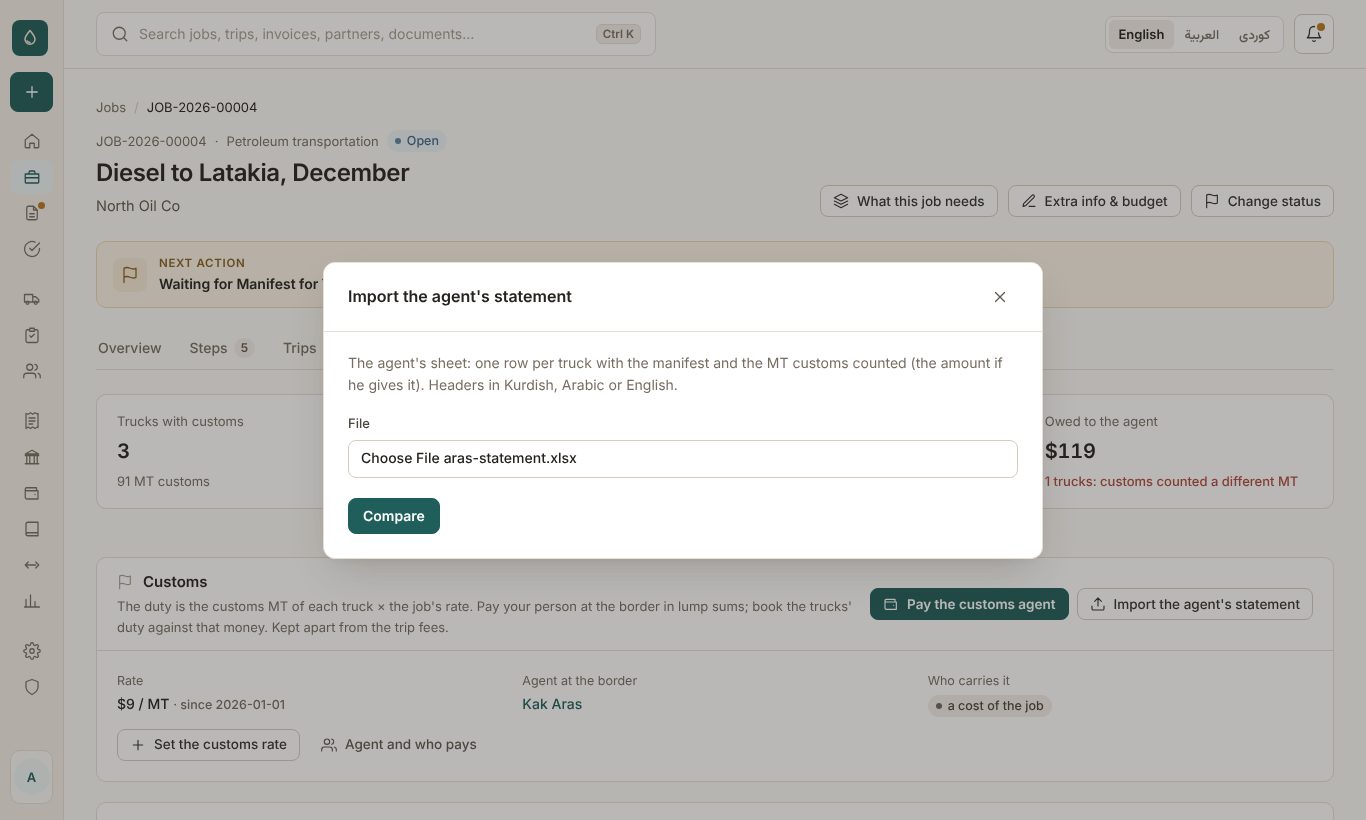 Search jobs, trips, invoices, partners, documents...
Ctrl K
English
العربية
کوردی
Jobs / JOB-2026-00004
JOB-2026-00004 · Petroleum transportation
Open
Diesel to Latakia, December
North Oil Co
What this job needs
Extra info & budget
Change status
NEXT ACTION
Waiting for Manifest for
Overview
Steps 5
Trips
Trucks with customs
3
91 MT customs
Owed to the agent
$119
1 trucks: customs counted a different MT
Import the agent's statement
The agent's sheet: one row per truck with the manifest and the MT customs counted (the amount if
he gives it). Headers in Kurdish, Arabic or English.
File
Choose File aras-statement.xlsx
Compare
Customs
The duty is the customs MT of each truck × the job's rate. Pay your person at the border in lump sums; book the trucks'
duty against that money. Kept apart from the trip fees.
Pay the customs agent
Import the agent's statement
Rate
$9 / MT · since 2026-01-01
Agent at the border
Kak Aras
Who carries it
a cost of the job
Set the customs rate
Agent and who pays
A